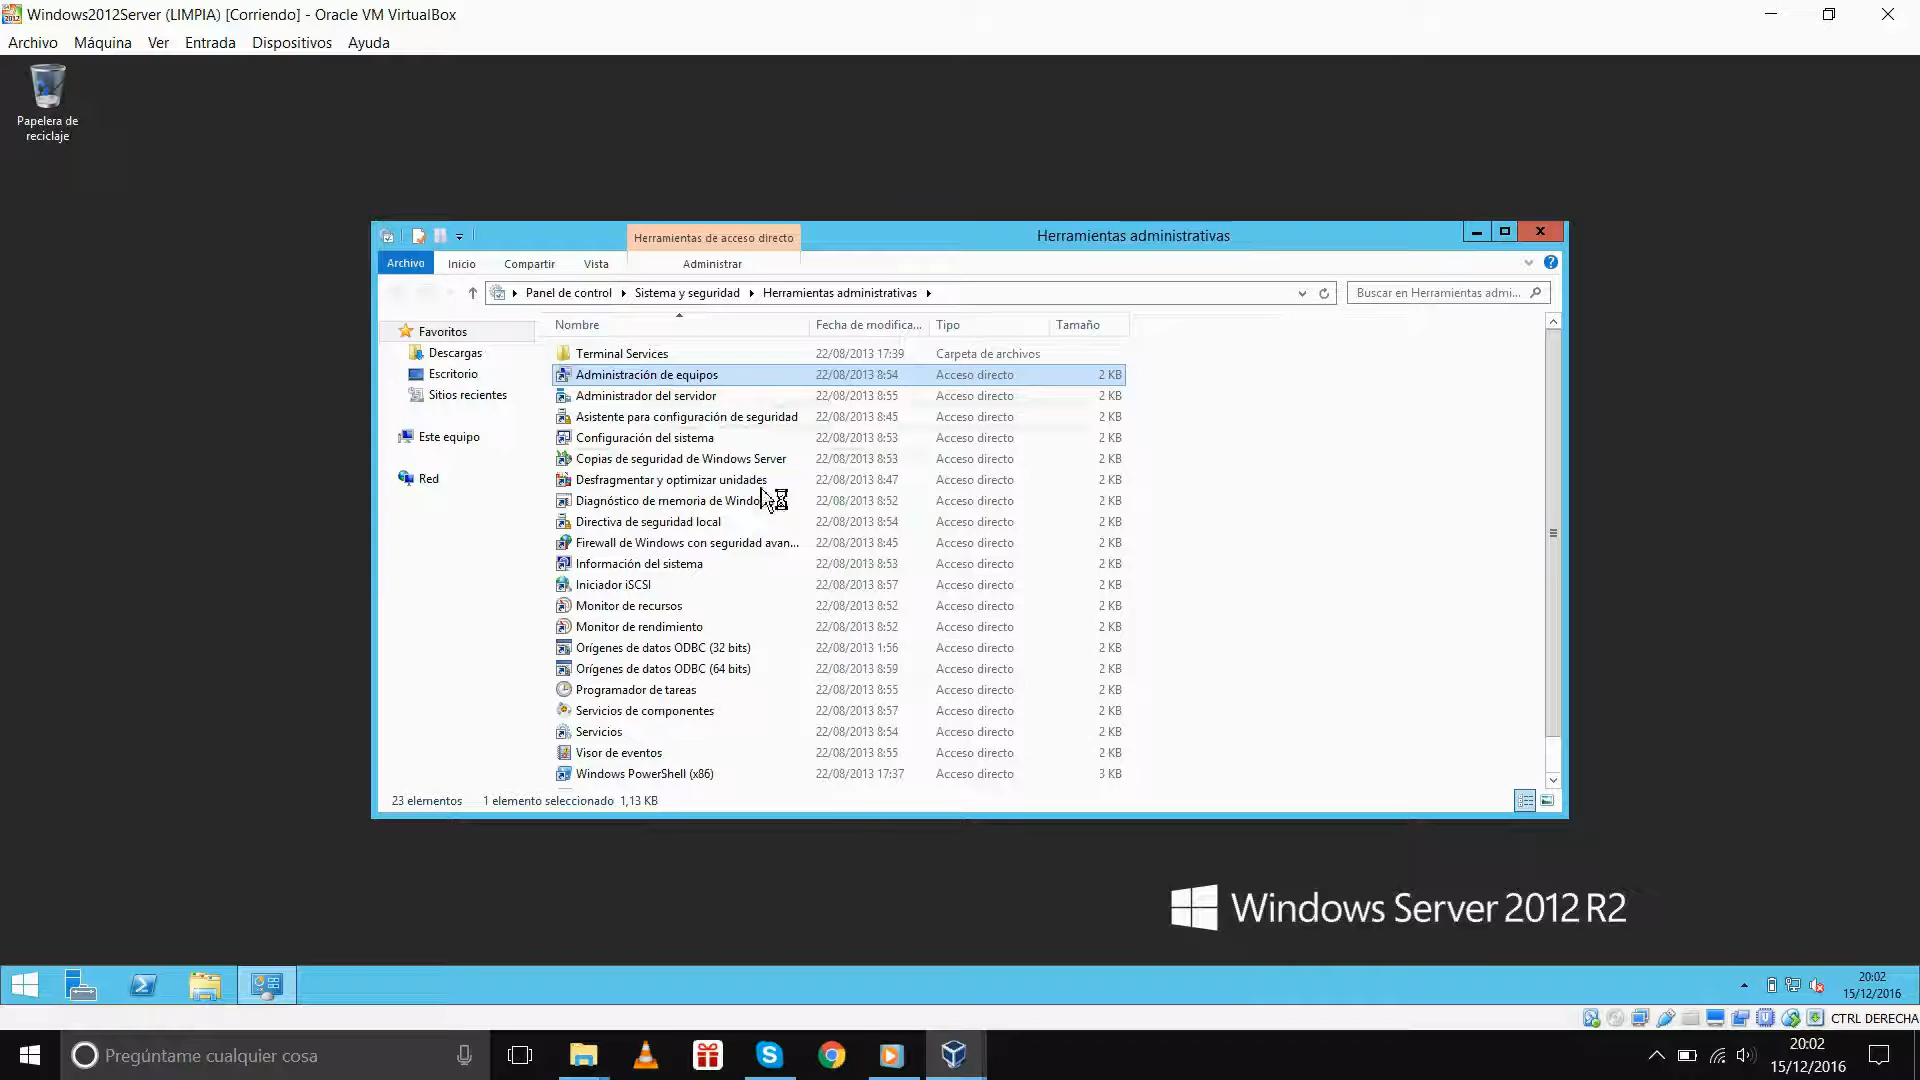 Windows2012Server (LIMPIA) [Corriendo] - Oracle VM VirtualBox
Archivo Máquina Ver Entrada Dispositivos Ayuda
Papelera de
reciclaje
Herramientas de acceso directo Herramientas administrativas
Archivo Inicio Compartir Vista Administrar
Panel de control Sistema y seguridad Herramientas administrativas Buscar en Herramientas admi...
Nombre Fecha de modifica... Tipo Tamaño
Favoritos
Descargas
Escritorio
Sitios recientes
Este equipo
Red
Terminal Services 22/08/2013 17:39 Carpeta de archivos
Administración de equipos 22/08/2013 8:54 Acceso directo 2 KB
Administrador del servidor 22/08/2013 8:55 Acceso directo 2 KB
Asistente para configuración de seguridad 22/08/2013 8:45 Acceso directo 2 KB
Configuración del sistema 22/08/2013 8:53 Acceso directo 2 KB
Copias de seguridad de Windows Server 22/08/2013 8:53 Acceso directo 2 KB
Desfragmentar y optimizar unidades 22/08/2013 8:47 Acceso directo 2 KB
Diagnóstico de memoria de Windo 22/08/2013 8:52 Acceso directo 2 KB
Directiva de seguridad local 22/08/2013 8:54 Acceso directo 2 KB
Firewall de Windows con seguridad avan... 22/08/2013 8:45 Acceso directo 2 KB
Información del sistema 22/08/2013 8:53 Acceso directo 2 KB
Iniciador iSCSI 22/08/2013 8:57 Acceso directo 2 KB
Monitor de recursos 22/08/2013 8:52 Acceso directo 2 KB
Monitor de rendimiento 22/08/2013 8:52 Acceso directo 2 KB
Orígenes de datos ODBC (32 bits) 22/08/2013 1:56 Acceso directo 2 KB
Orígenes de datos ODBC (64 bits) 22/08/2013 8:59 Acceso directo 2 KB
Programador de tareas 22/08/2013 8:55 Acceso directo 2 KB
Servicios de componentes 22/08/2013 8:57 Acceso directo 2 KB
Servicios 22/08/2013 8:54 Acceso directo 2 KB
Visor de eventos 22/08/2013 8:55 Acceso directo 2 KB
Windows PowerShell (x86) 22/08/2013 17:37 Acceso directo 3 KB
23 elementos 1 elemento seleccionado 1,13 KB
Windows Server 2012 R2
20:02
15/12/2016
CTRL DERECHA
Pregúntame cualquier cosa
20:02
15/12/2016